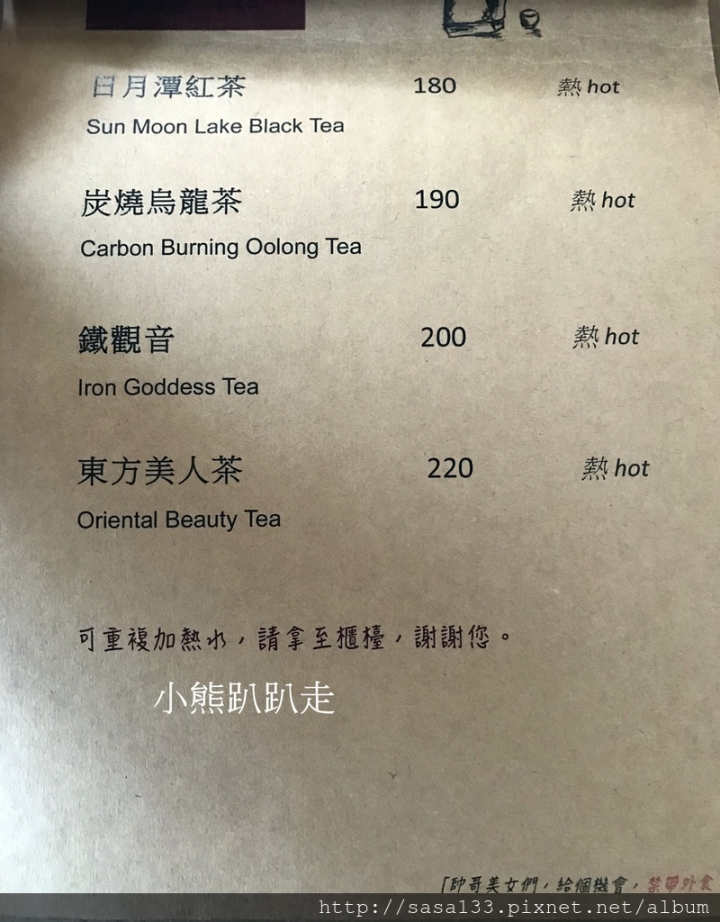 日月潭紅茶 180 熱 hot
Sun Moon Lake Black Tea
炭燒烏龍茶 190 熱 hot
Carbon Burning Oolong Tea
鐵觀音 200 熱 hot
Iron Goddess Tea
東方美人茶 220 熱 hot
Oriental Beauty Tea
可重複加熱水，請拿至櫃檯，謝謝您。
小熊趴趴走
「帥哥美女們，給個機會，禁帶外食
http://sasa133.pixnet.net/album